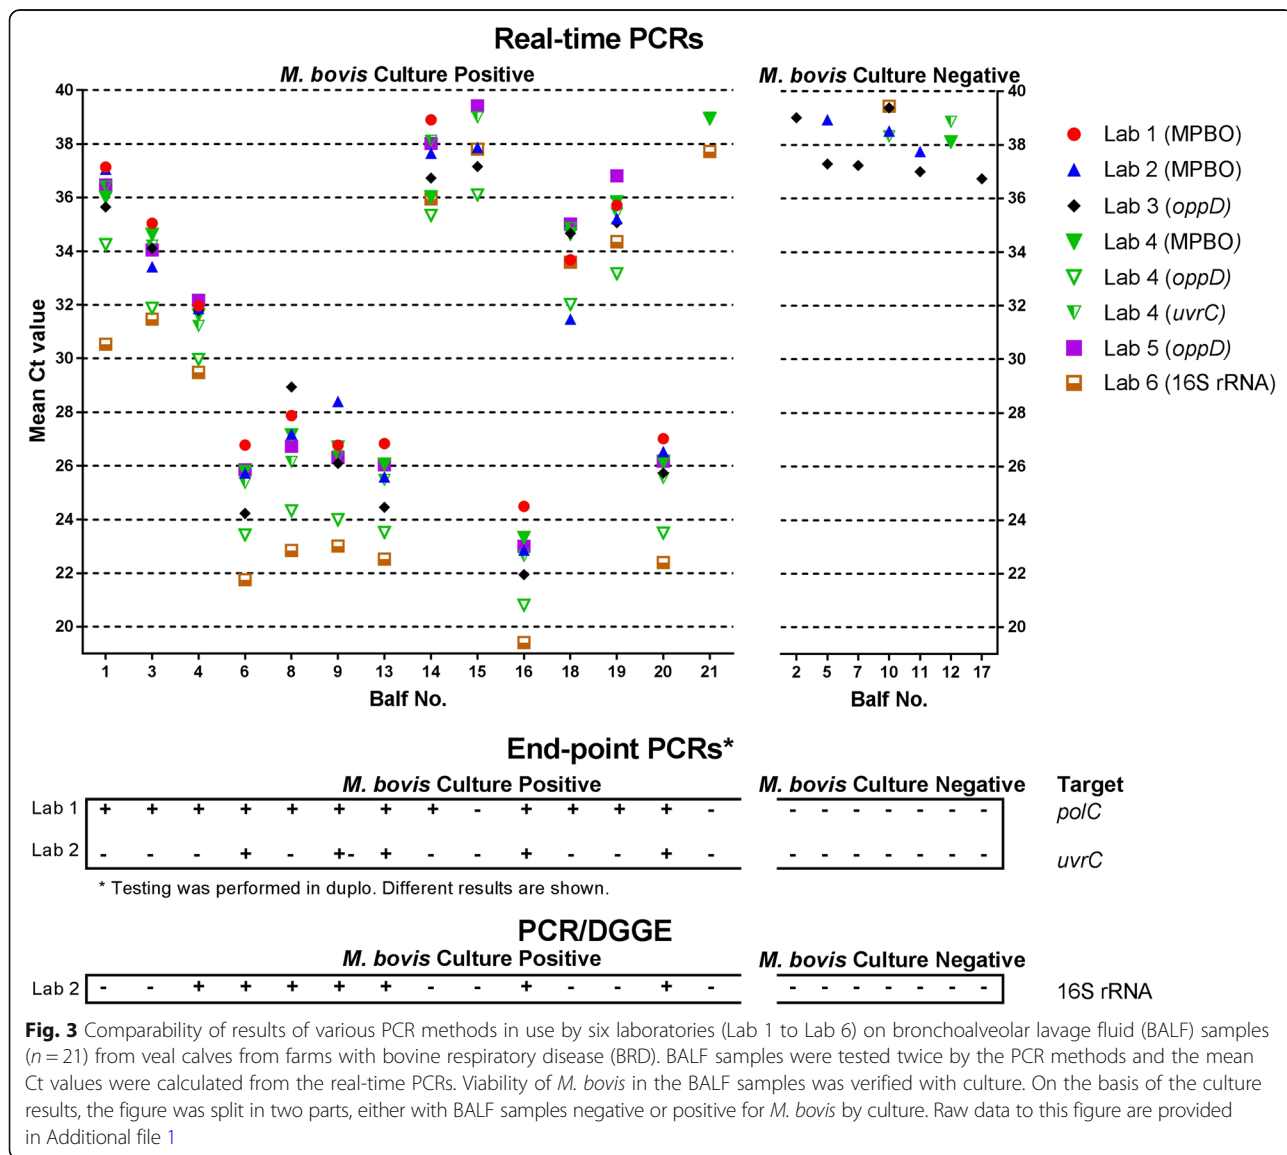 Real-time PCRs
M. bovis Culture Positive
M. bovis Culture Negative
Mean Ct value
40
38
36
34
32
30
28
26
24
22
20
1 3 4 6 8 9 13 14 15 16 18 19 20 21
Balf No.
40
38
36
34
32
30
28
26
24
22
20
2 5 7 10 11 12 17
Balf No.
Lab 1 (MPBO)
Lab 2 (MPBO)
Lab 3 (oppD)
Lab 4 (MPBO)
Lab 4 (oppD)
Lab 4 (uvrC)
Lab 5 (oppD)
Lab 6 (16S rRNA)
End-point PCRs*
M. bovis Culture Positive M. bovis Culture Negative Target
Lab 1 + + + + + + + + - + + + + - - - - - - - - polC
Lab 2 - - - + - +- + - - + - - + - - - - - - - - uvrC
* Testing was performed in duplo. Different results are shown.
PCR/DGGE
M. bovis Culture Positive M. bovis Culture Negative
Lab 2 - - + + + + + - - + - - + - - - - - - - - 16S rRNA
Fig. 3 Comparability of results of various PCR methods in use by six laboratories (Lab 1 to Lab 6) on bronchoalveolar lavage fluid (BALF) samples
(n = 21) from veal calves from farms with bovine respiratory disease (BRD). BALF samples were tested twice by the PCR methods and the mean
Ct values were calculated from the real-time PCRs. Viability of M. bovis in the BALF samples was verified with culture. On the basis of the culture
results, the figure was split in two parts, either with BALF samples negative or positive for M. bovis by culture. Raw data to this figure are provided
in Additional file 1